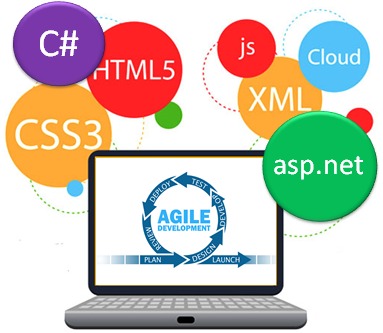 C#
HTML5
CSS3
js
Cloud
XML
asp.net
AGILE
DEVELOPMENT
PLAN
DESIGN
DEVELOP
TEST
DEPLOY
REVIEW
LAUNCH